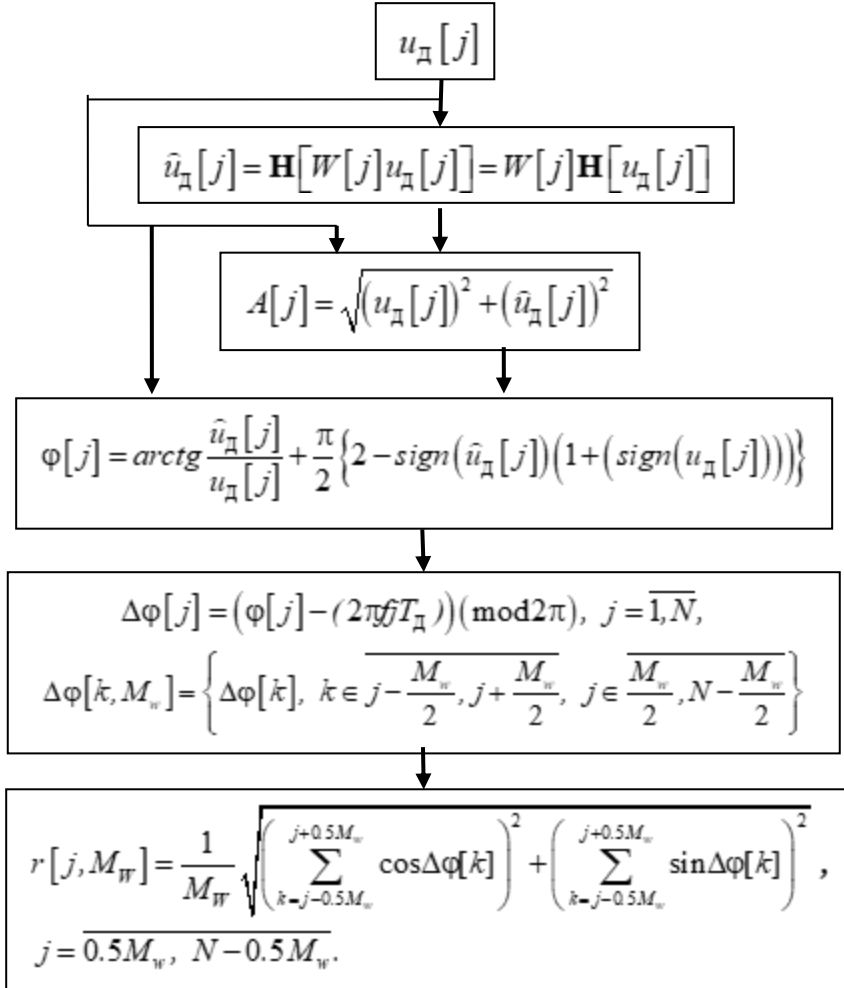 u_д[j]
û_д[j]=H[W[j]u_д[j]]=W[j]H[u_д[j]]
A[j]=√((u_д[j])²+(û_д[j])²)
φ[j]=arctg û_д[j]/u_д[j] + π/2{2−sign(û_д[j])(1+(sign(u_д[j])))}
Δφ[j]=(φ[j]−(2πfjT_д))(mod2π), j=1,N,
Δφ[k,M_w]={Δφ[k], k∈j−M_w/2, j+M_w/2, j∈M_w/2, N−M_w/2}
r[j,M_W]=1/M_W √((∑_{k=j−0.5M_w}^{j+0.5M_w} cosΔφ[k])²+(∑_{k=j−0.5M_w}^{j+0.5M_w} sinΔφ[k])²) ,
j=0.5M_w, N−0.5M_w.